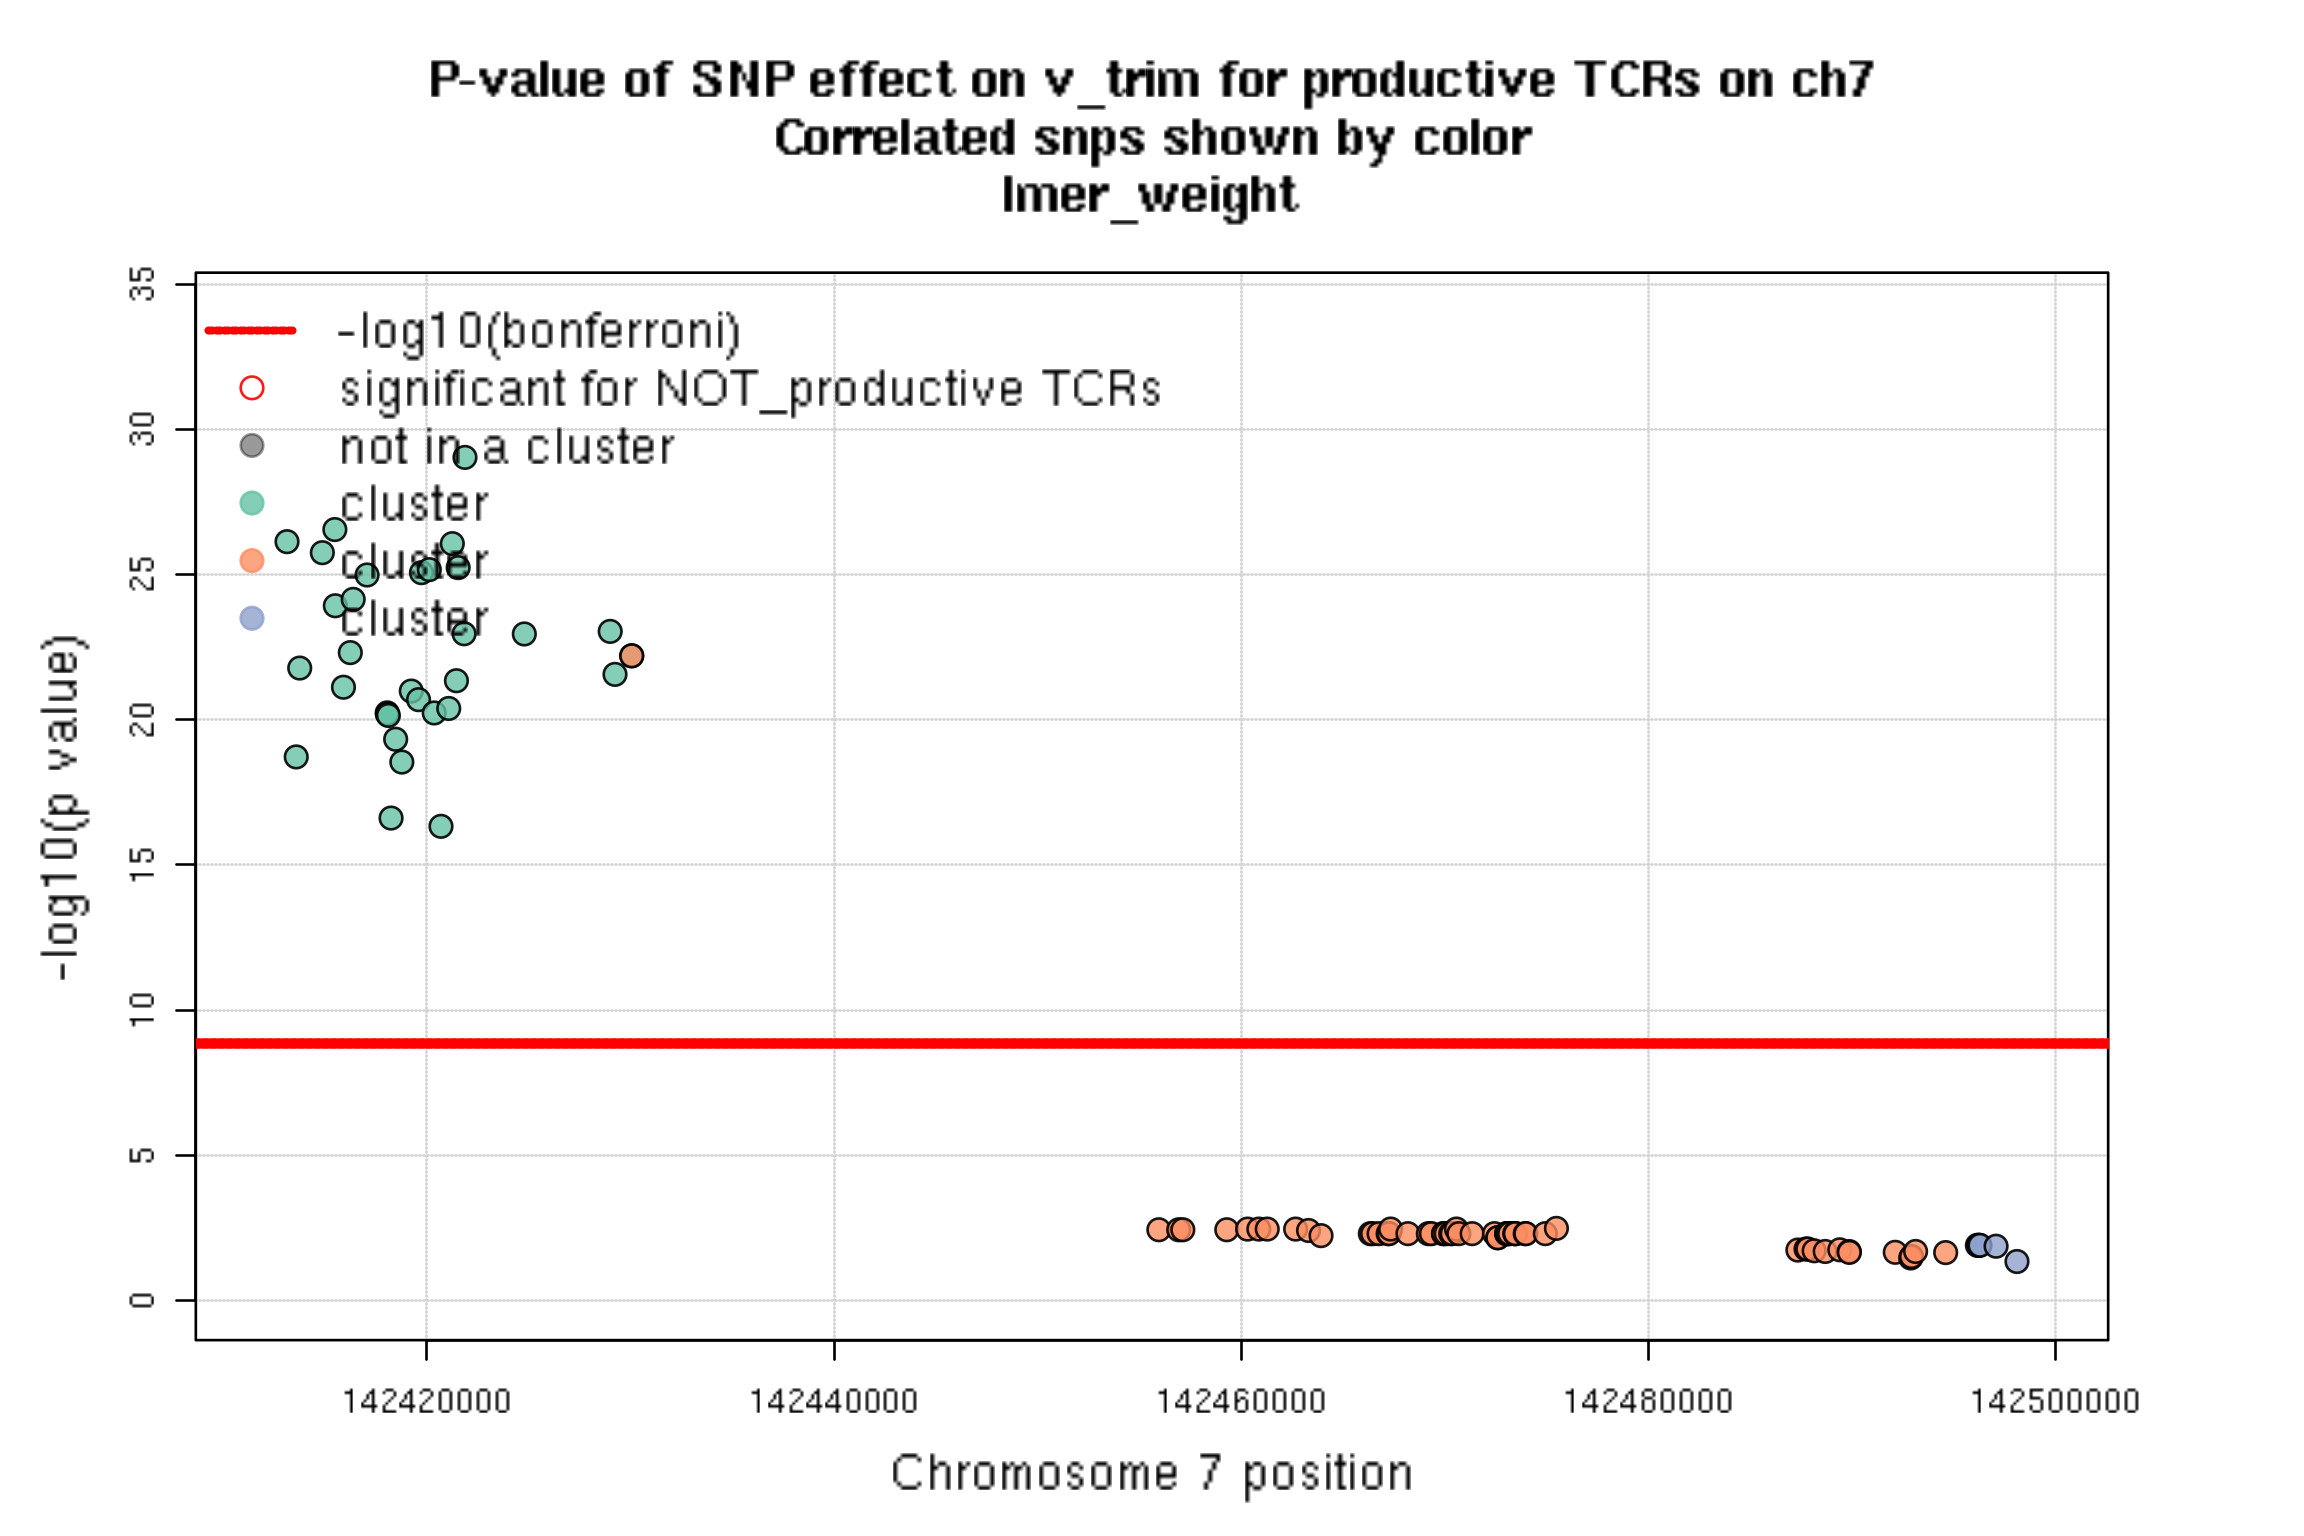 P-value of SNP effect on v_trim for productive TCRs on ch7
Correlated snps shown by color
lmer_weight
35
-log10(bonferroni)
significant for NOT_productive TCRs
30
not in a cluster
cluster
25
cluster
cluster
20
15
10
5
0
-log10(p value)
142420000 142440000 142460000 142480000 142500000
Chromosome 7 position